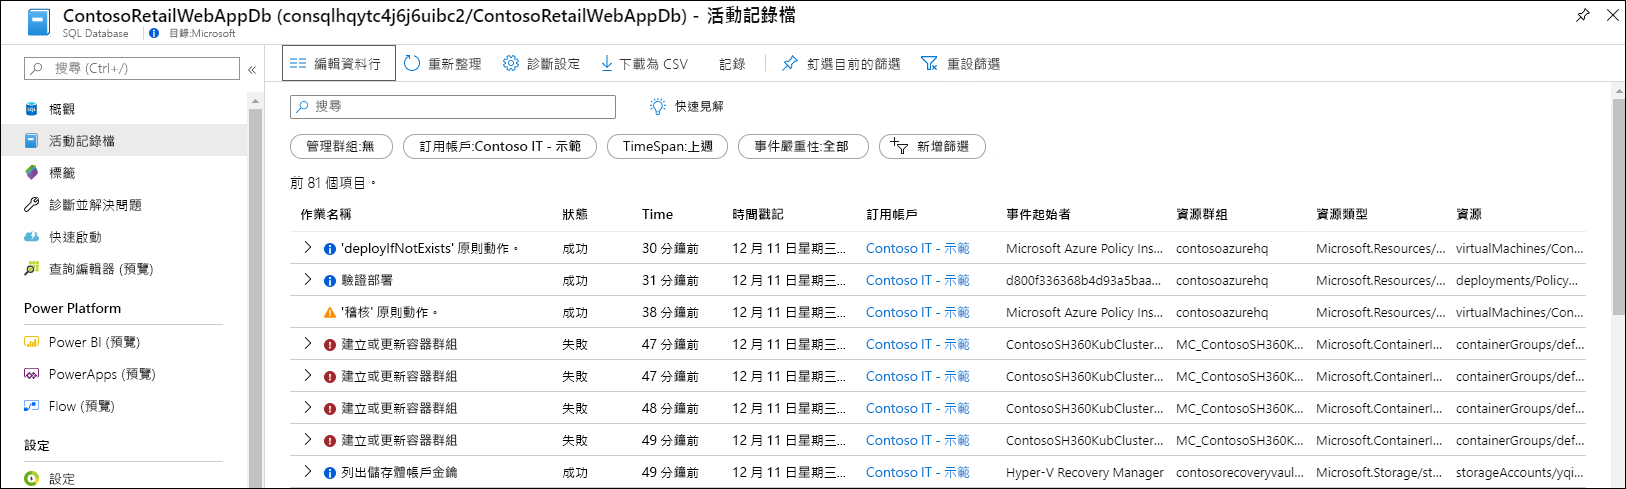 ContosoRetailWebAppDb (consqlhqytc4j6j6uibc2/ContosoRetailWebAppDb) - 活動記錄檔
SQL Database 目錄:Microsoft
搜尋 (Ctrl+/)
概觀
活動記錄檔
標籤
診斷並解決問題
快速啟動
查詢編輯器 (預覽)
Power Platform
Power BI (預覽)
PowerApps (預覽)
Flow (預覽)
設定
設定
編輯資料行 重新整理 診斷設定 下載為 CSV 記錄 釘選目前的篩選 重設篩選
搜尋 快速見解
管理群組:無 訂用帳戶:Contoso IT - 示範 TimeSpan:上週 事件嚴重性:全部 新增篩選
前 81 個項目。
作業名稱 狀態 Time 時間戳記 訂用帳戶 事件起始者 資源群組 資源類型 資源
'deployIfNotExists' 原則動作。 成功 30 分鐘前 12 月 11 日星期三... Contoso IT - 示範 Microsoft Azure Policy Ins... contosoazurehq Microsoft.Resources/... virtualMachines/Con...
驗證部署 成功 31 分鐘前 12 月 11 日星期三... Contoso IT - 示範 d800f336368b4d93a5baa... contosoazurehq Microsoft.Resources/... deployments/Policy...
'稽核' 原則動作。 成功 38 分鐘前 12 月 11 日星期三... Contoso IT - 示範 Microsoft Azure Policy Ins... contosoazurehq Microsoft.Resources/... virtualMachines/Con...
建立或更新容器群組 失敗 47 分鐘前 12 月 11 日星期三... Contoso IT - 示範 ContosoSH360KubCluster... MC_ContosoSH360K... Microsoft.ContainerI... containerGroups/def...
建立或更新容器群組 失敗 47 分鐘前 12 月 11 日星期三... Contoso IT - 示範 ContosoSH360KubCluster... MC_ContosoSH360K... Microsoft.ContainerI... containerGroups/def...
建立或更新容器群組 失敗 48 分鐘前 12 月 11 日星期三... Contoso IT - 示範 ContosoSH360KubCluster... MC_ContosoSH360K... Microsoft.ContainerI... containerGroups/def...
建立或更新容器群組 失敗 49 分鐘前 12 月 11 日星期三... Contoso IT - 示範 ContosoSH360KubCluster... MC_ContosoSH360K... Microsoft.ContainerI... containerGroups/def...
列出儲存體帳戶金鑰 成功 49 分鐘前 12 月 11 日星期三... Contoso IT - 示範 Hyper-V Recovery Manager contosorecoveryvaul... Microsoft.Storage/st... storageAccounts/yqi...